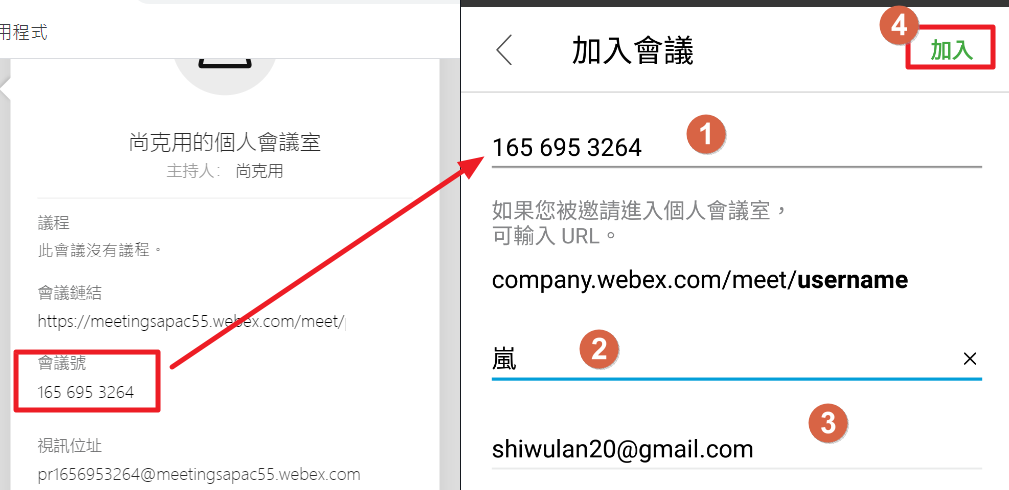 用程式
尚克用的個人會議室
主持人： 尚克用
議程
此會議沒有議程。
會議鏈結
https://meetingsapac55.webex.com/meet/
會議號
165 695 3264
視訊位址
pr1656953264@meetingsapac55.webex.com
加入會議
4
加入
165 695 3264
1
如果您被邀請進入個人會議室，
可輸入 URL。
company.webex.com/meet/username
嵐
2
×
3
shiwulan20@gmail.com